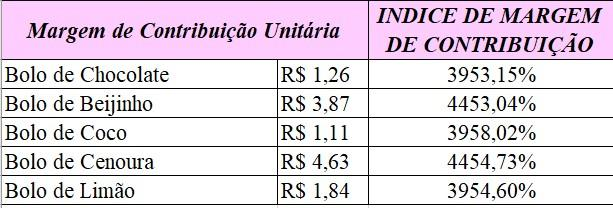 Margem de Contribuição Unitária
INDICE DE MARGEM
DE CONTRIBUIÇÃO
Bolo de Chocolate R$ 1,26 3953,15%
Bolo de Beijinho R$ 3,87 4453,04%
Bolo de Coco R$ 1,11 3958,02%
Bolo de Cenoura R$ 4,63 4454,73%
Bolo de Limão R$ 1,84 3954,60%